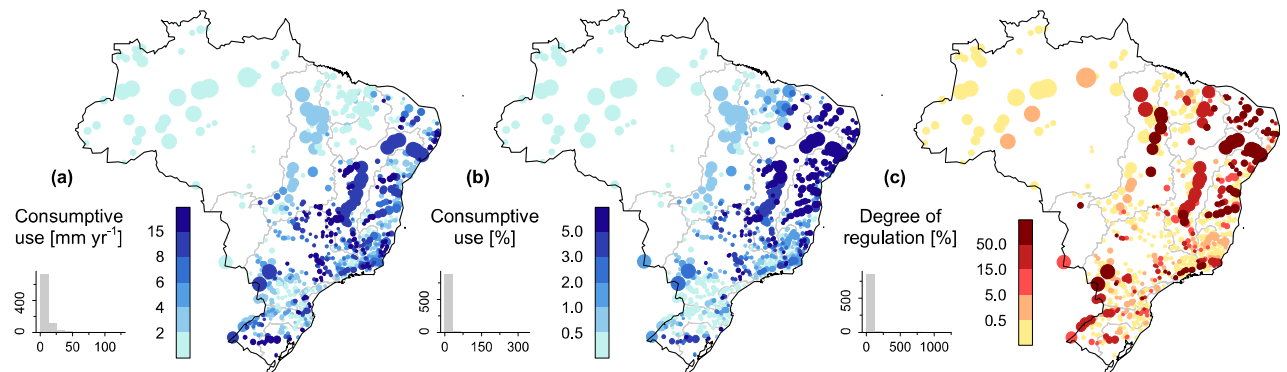 (a)
Consumptive
use [mm yr⁻¹]
15
8
6
4
2
400
0
0 50 100
(b)
Consumptive
use [%]
5.0
3.0
2.0
1.0
0.5
500
0
0 150 300
(c)
Degree of
regulation [%]
50.0
15.0
5.0
0.5
500
0
0 500 1000